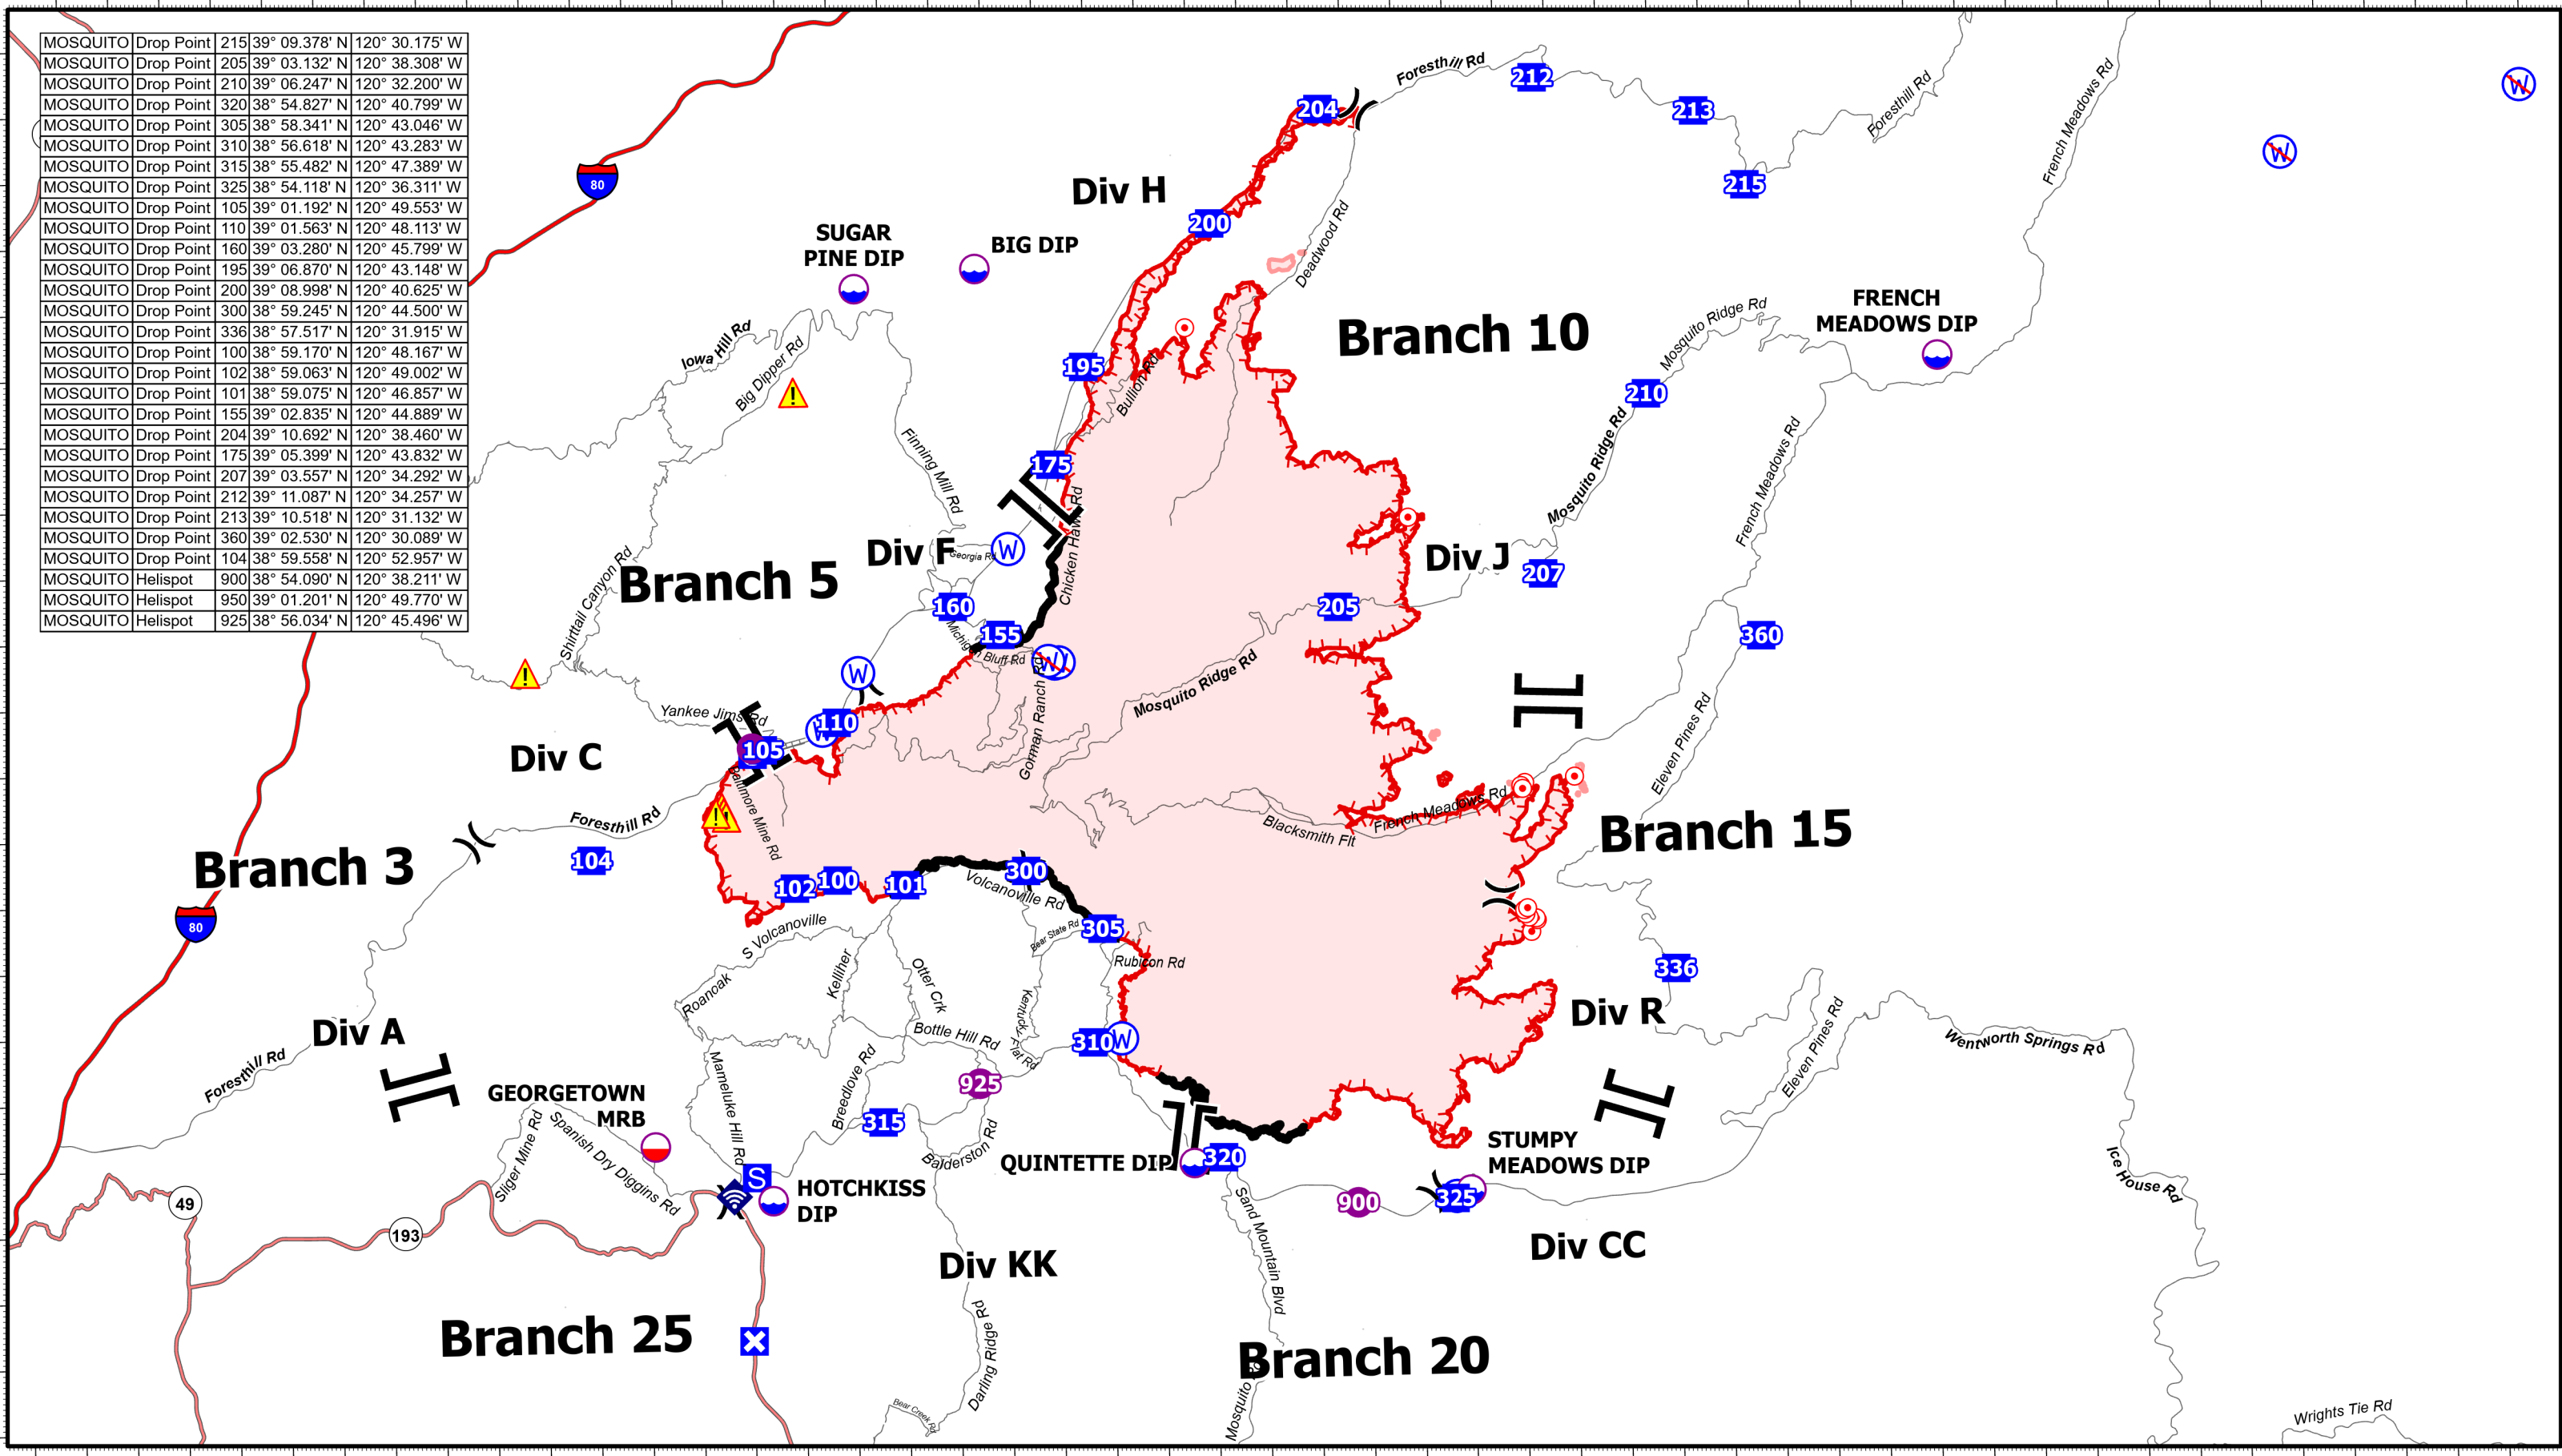 MOSQUITO Drop Point 215 39° 09.378' N 120° 30.175' W
MOSQUITO Drop Point 205 39° 03.132' N 120° 38.308' W
MOSQUITO Drop Point 210 39° 06.247' N 120° 32.200' W
MOSQUITO Drop Point 320 38° 54.827' N 120° 40.799' W
MOSQUITO Drop Point 305 38° 58.341' N 120° 43.046' W
MOSQUITO Drop Point 310 38° 56.618' N 120° 43.283' W
MOSQUITO Drop Point 315 38° 55.482' N 120° 47.389' W
MOSQUITO Drop Point 325 38° 54.118' N 120° 36.311' W
MOSQUITO Drop Point 105 39° 01.192' N 120° 49.553' W
MOSQUITO Drop Point 110 39° 01.563' N 120° 48.113' W
MOSQUITO Drop Point 160 39° 03.280' N 120° 45.799' W
MOSQUITO Drop Point 195 39° 06.870' N 120° 43.148' W
MOSQUITO Drop Point 200 39° 08.998' N 120° 40.625' W
MOSQUITO Drop Point 300 38° 59.245' N 120° 44.500' W
MOSQUITO Drop Point 336 38° 57.517' N 120° 31.915' W
MOSQUITO Drop Point 100 38° 59.170' N 120° 48.167' W
MOSQUITO Drop Point 102 38° 59.063' N 120° 49.002' W
MOSQUITO Drop Point 101 38° 59.075' N 120° 46.857' W
MOSQUITO Drop Point 155 39° 02.835' N 120° 44.889' W
MOSQUITO Drop Point 204 39° 10.692' N 120° 38.460' W
MOSQUITO Drop Point 175 39° 05.399' N 120° 43.832' W
MOSQUITO Drop Point 207 39° 03.557' N 120° 34.292' W
MOSQUITO Drop Point 212 39° 11.087' N 120° 34.257' W
MOSQUITO Drop Point 213 39° 10.518' N 120° 31.132' W
MOSQUITO Drop Point 360 39° 02.530' N 120° 30.089' W
MOSQUITO Drop Point 104 38° 59.558' N 120° 52.957' W
MOSQUITO Helispot 900 38° 54.090' N 120° 38.211' W
MOSQUITO Helispot 950 39° 01.201' N 120° 49.770' W
MOSQUITO Helispot 925 38° 56.034' N 120° 45.496' W
80
Foresthill Rd
212
204
213
Foresthill Rd
French Meadows Rd
W
W
215
Div H
200
SUGAR
PINE DIP
BIG DIP
Deadwood Rd
Branch 10
FRENCH
MEADOWS DIP
Mosquito Ridge Rd
Iowa Hill Rd
Big Dipper Rd
195
Bullion Rd
210
Finning Mill Rd
175
Mosquito Ridge Rd
French Meadows Rd
Chicken Hawk Rd
Div F
Georgia Rd
W
Div J
Branch 5
Shirttail Canyon Rd
207
160
205
155
Michigan Bluff Rd
360
W
W
W
Gorman Ranch Rd
Mosquito Ridge Rd
Yankee Jims Rd
110
W
105
Div C
Baltimore Mine Rd
Eleven Pines Rd
French Meadows Rd
Blacksmith Flt
Branch 15
Foresthill Rd
104
Branch 3
80
102
100
101
300
Volcanoville Rd
305
Bear State Rd
S Volcanoville
Rubicon Rd
336
Roanoak
Kelliher
Otter Crk
Kentucky Flat Rd
Div A
Div R
Eleven Pines Rd
Wentworth Springs Rd
Bottle Hill Rd
310
W
Foresthill Rd
Mameluke Hill Rd
Breedlove Rd
925
GEORGETOWN
MRB
315
Sliger Mine Rd
Spanish Dry Diggins Rd
Balderston Rd
QUINTETTE DIP
320
STUMPY
MEADOWS DIP
Ice House Rd
S
HOTCHKISS
DIP
49
193
900
325
Sand Mountain Blvd
Div KK
Div CC
Branch 25
Darling Ridge Rd
Branch 20
Bear Creek Rd
Mosquito
Wrights Tie Rd